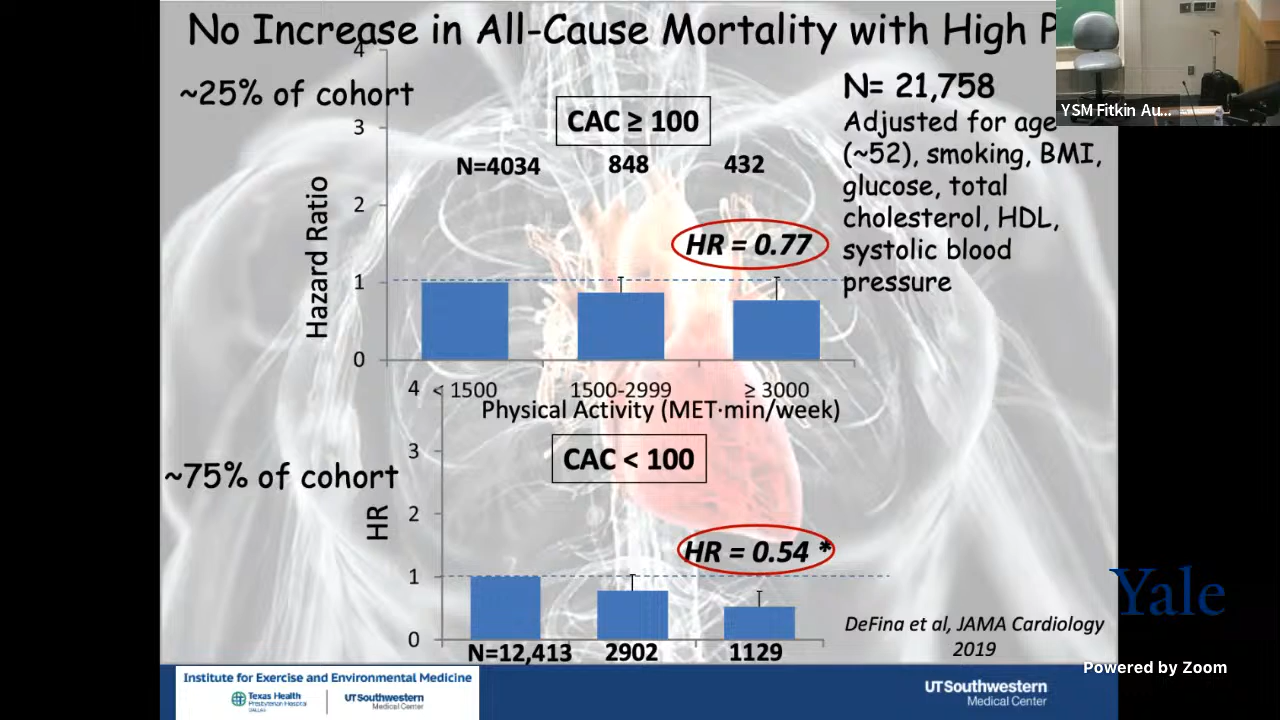 No Increase in All-Cause Mortality with High P
~25% of cohort
CAC ≥ 100
N=4034 848 432
HR = 0.77
Hazard Ratio
4
3
2
1
0
< 1500 1500-2999 ≥ 3000
Physical Activity (MET·min/week)
N= 21,758
Adjusted for age
(~52), smoking, BMI,
glucose, total
cholesterol, HDL,
systolic blood
pressure
YSM Fitkin Au...
~75% of cohort
CAC < 100
HR = 0.54 *
HR
4
3
2
1
0
N=12,413 2902 1129
DeFina et al, JAMA Cardiology
2019
Yale
Powered by Zoom
Institute for Exercise and Environmental Medicine
Texas Health
Presbyterian Hospital
DALLAS
UT Southwestern
Medical Center
UT Southwestern
Medical Center